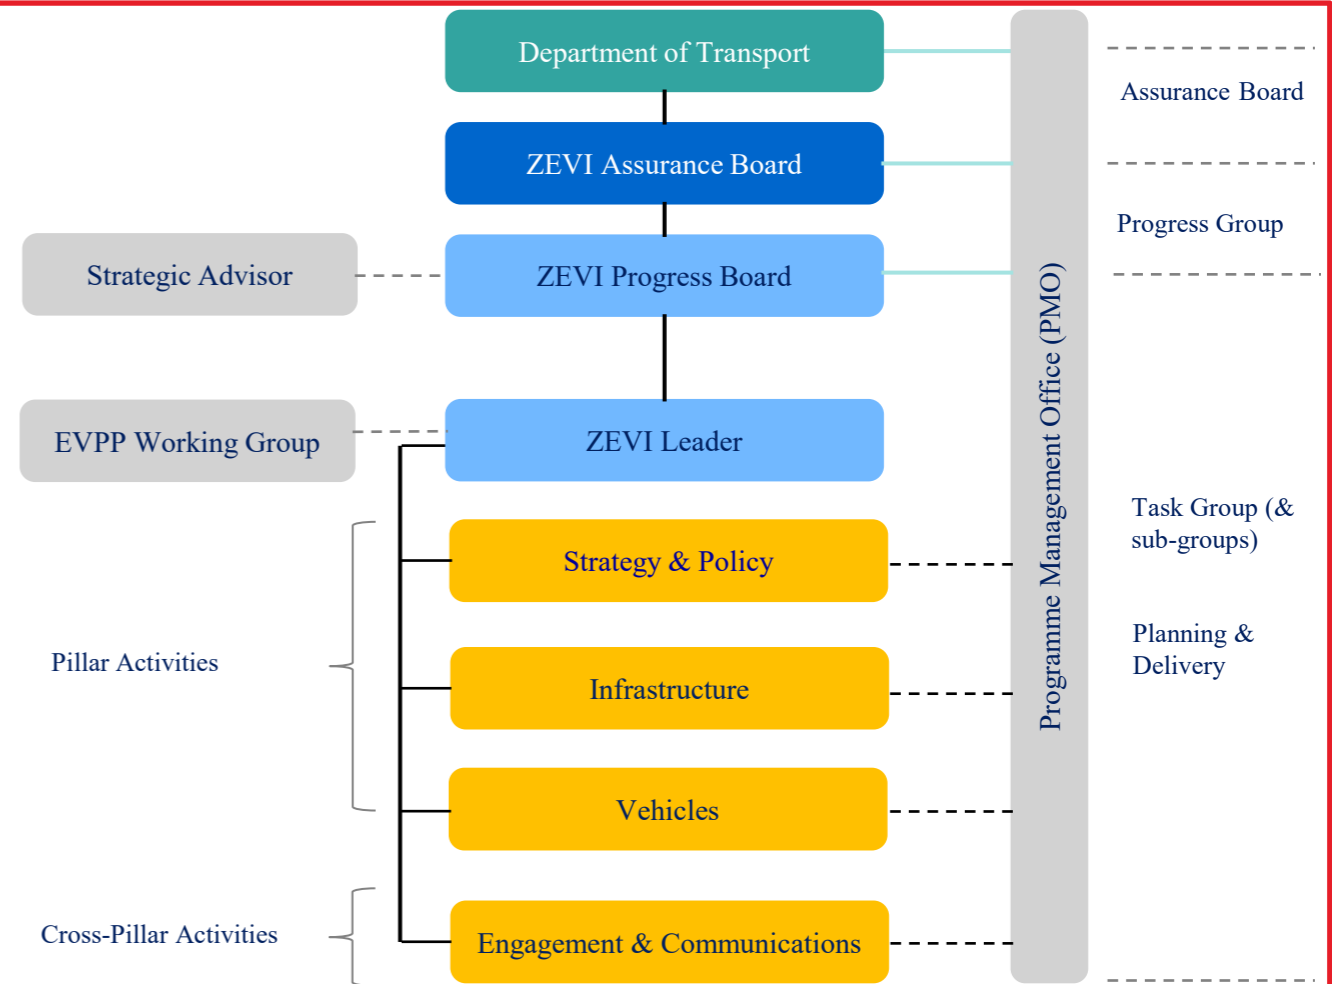 Department of Transport
Assurance Board
ZEVI Assurance Board
Progress Group
Strategic Advisor
ZEVI Progress Board
Programme Management Office (PMO)
EVPP Working Group
ZEVI Leader
Task Group (&
sub-groups)
Strategy & Policy
Planning &
Delivery
Pillar Activities
Infrastructure
Vehicles
Cross-Pillar Activities
Engagement & Communications